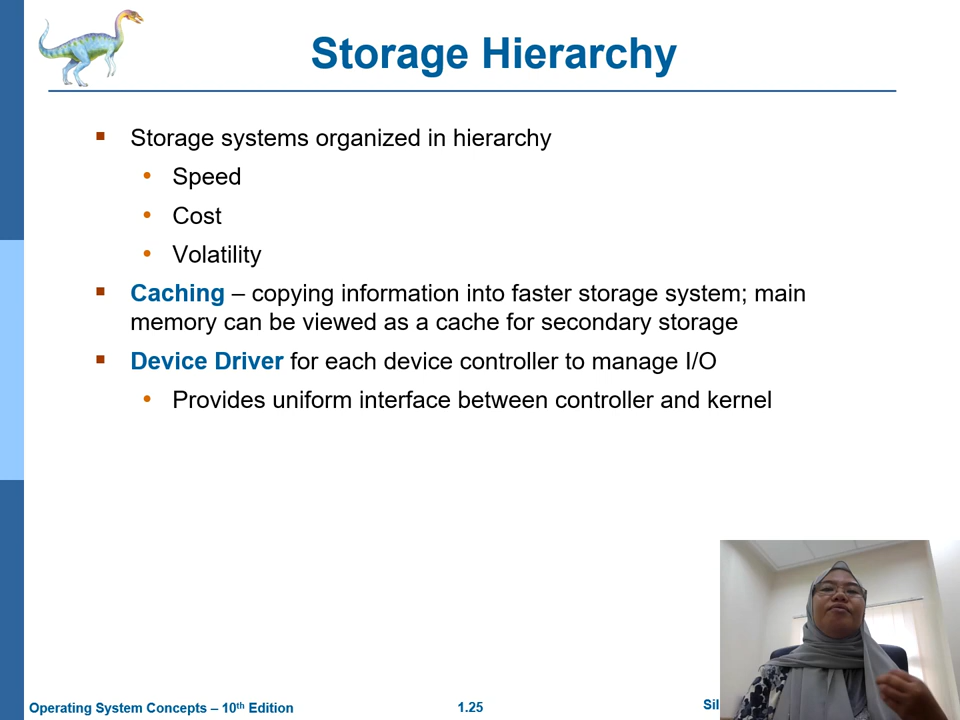 Storage Hierarchy
Storage systems organized in hierarchy
Speed
Cost
Volatility
Caching – copying information into faster storage system; main
memory can be viewed as a cache for secondary storage
Device Driver for each device controller to manage I/O
Provides uniform interface between controller and kernel
Operating System Concepts – 10th Edition
1.25